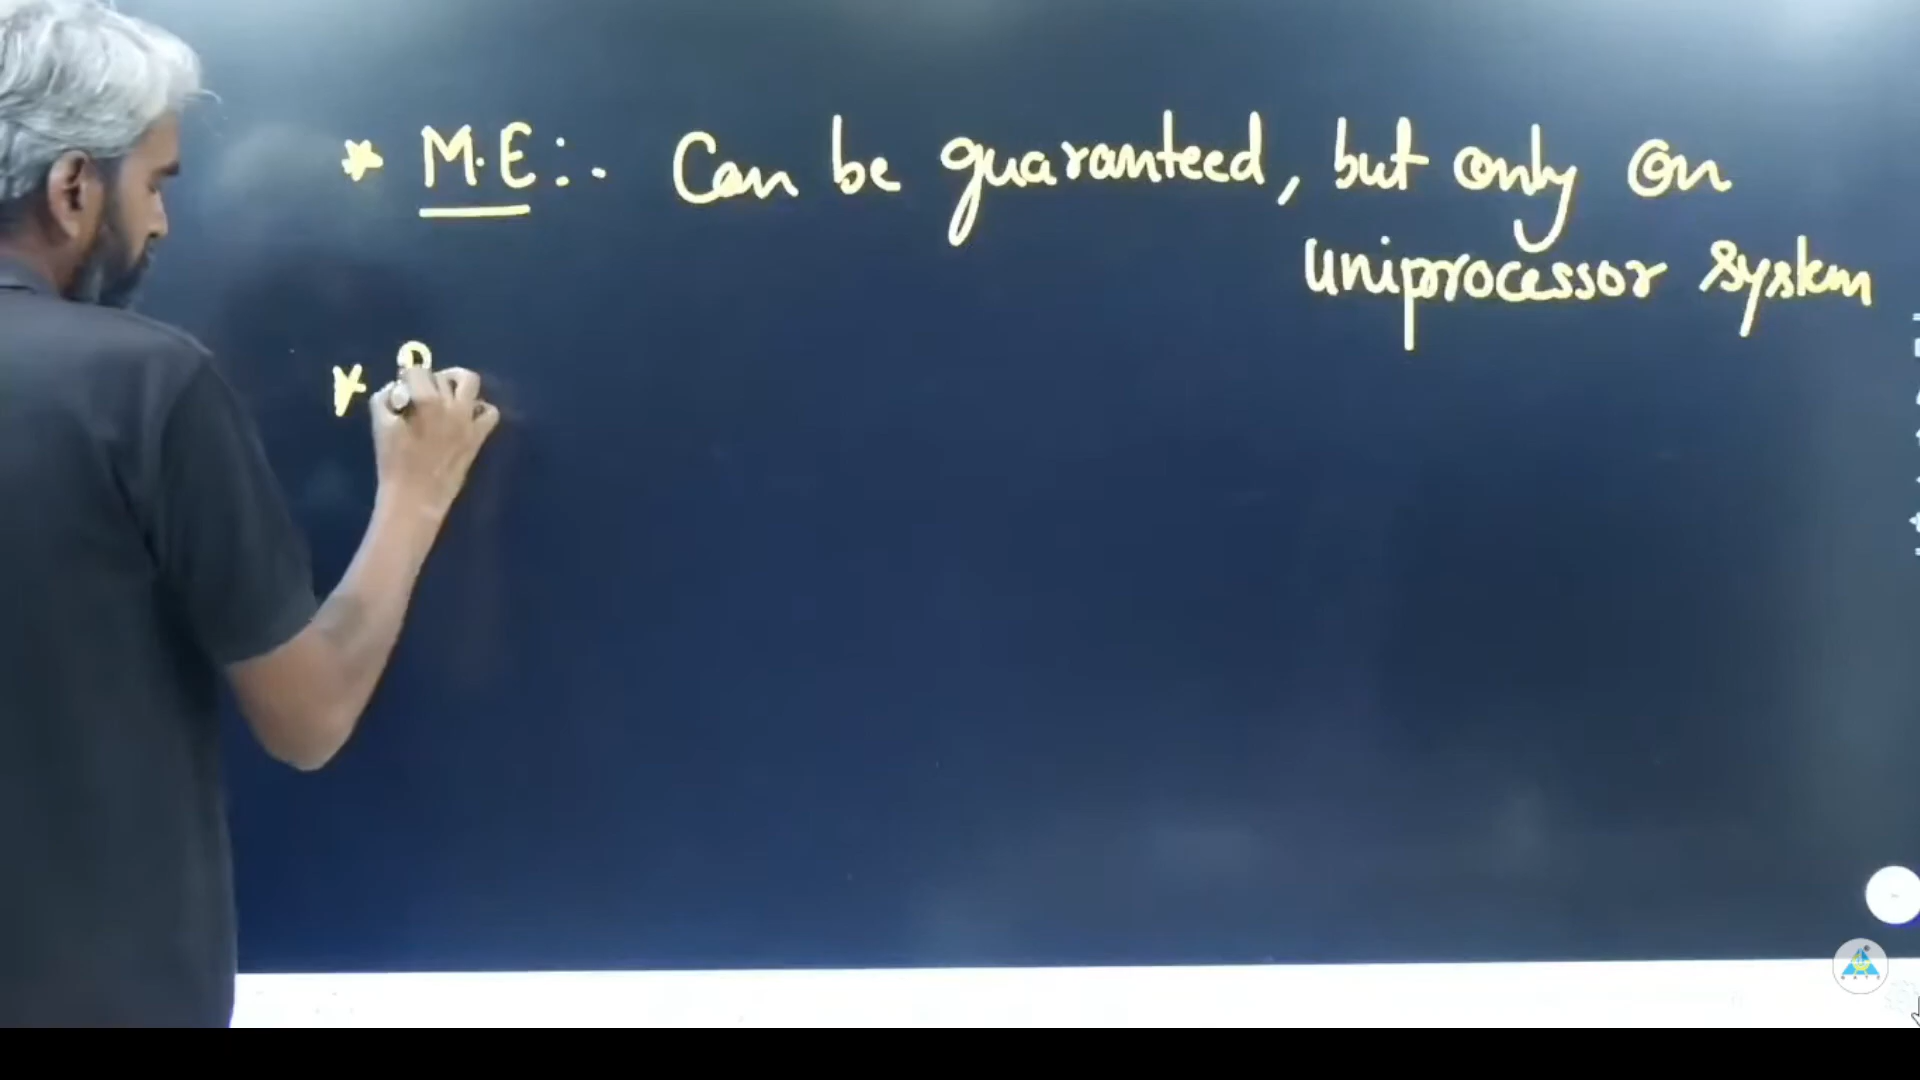 * M.E :- Can be guaranteed, but only on
uniprocessor system
*